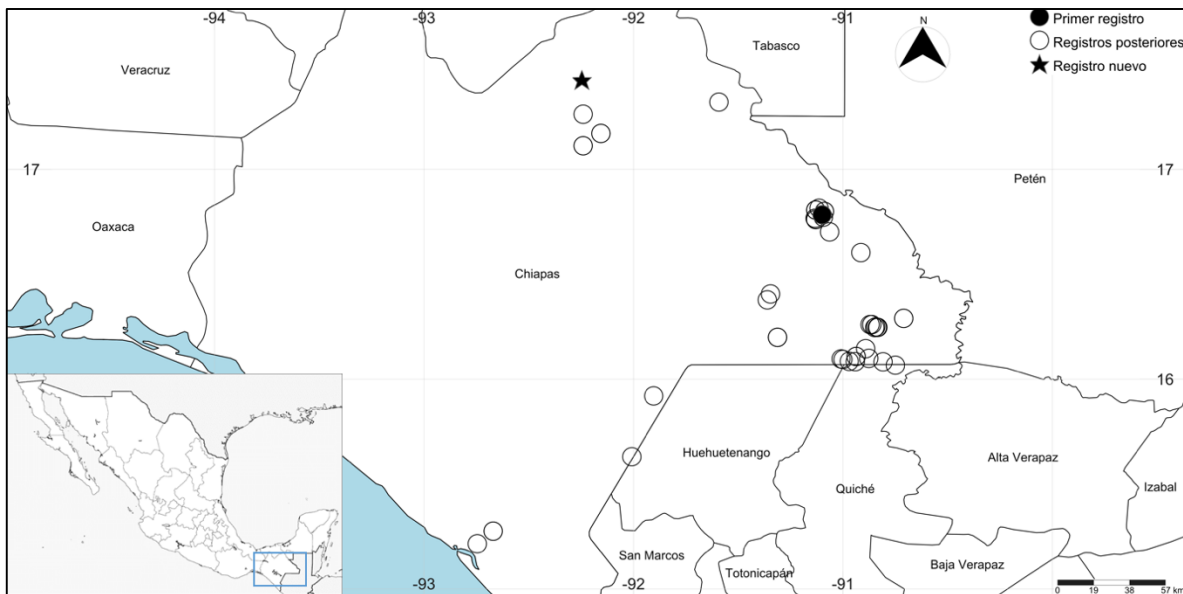 -94
-93
-92
-91
N
Primer registro
Registros posteriores
Registro nuevo
Veracruz
Tabasco
17
17
Petén
Oaxaca
Chiapas
16
16
Huehuetenango
Quiché
Alta Verapaz
Izabal
San Marcos
Totonicapán
Baja Verapaz
-93
-92
-91
0 19 38 57 km